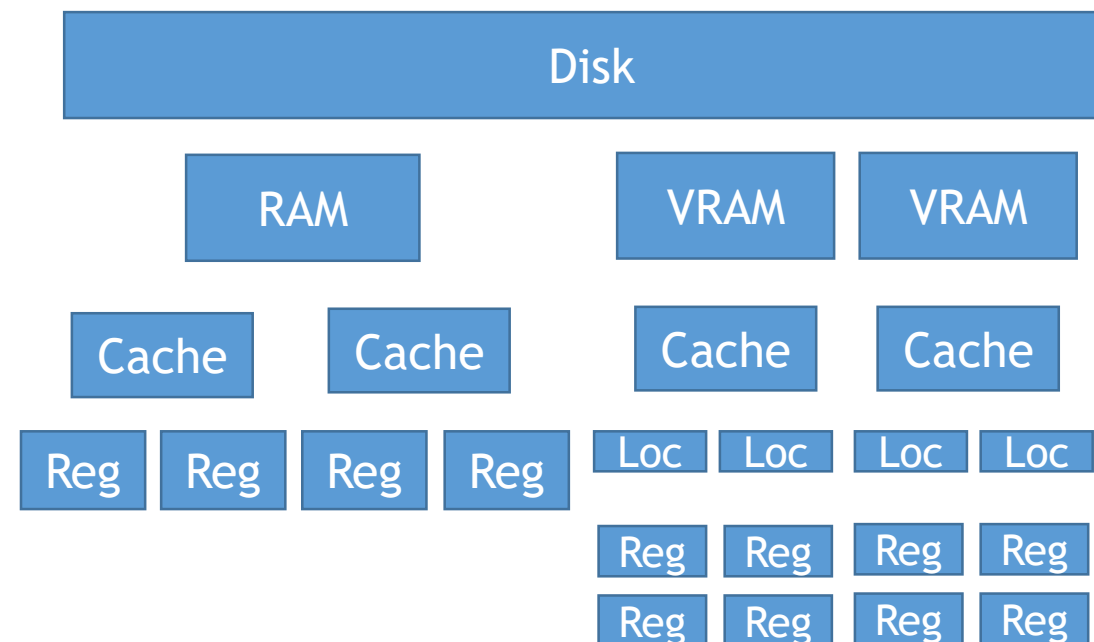 Disk
RAM VRAM VRAM
Cache Cache Cache Cache
Reg Reg Reg Reg Loc Loc Loc Loc
Reg Reg Reg Reg
Reg Reg Reg Reg